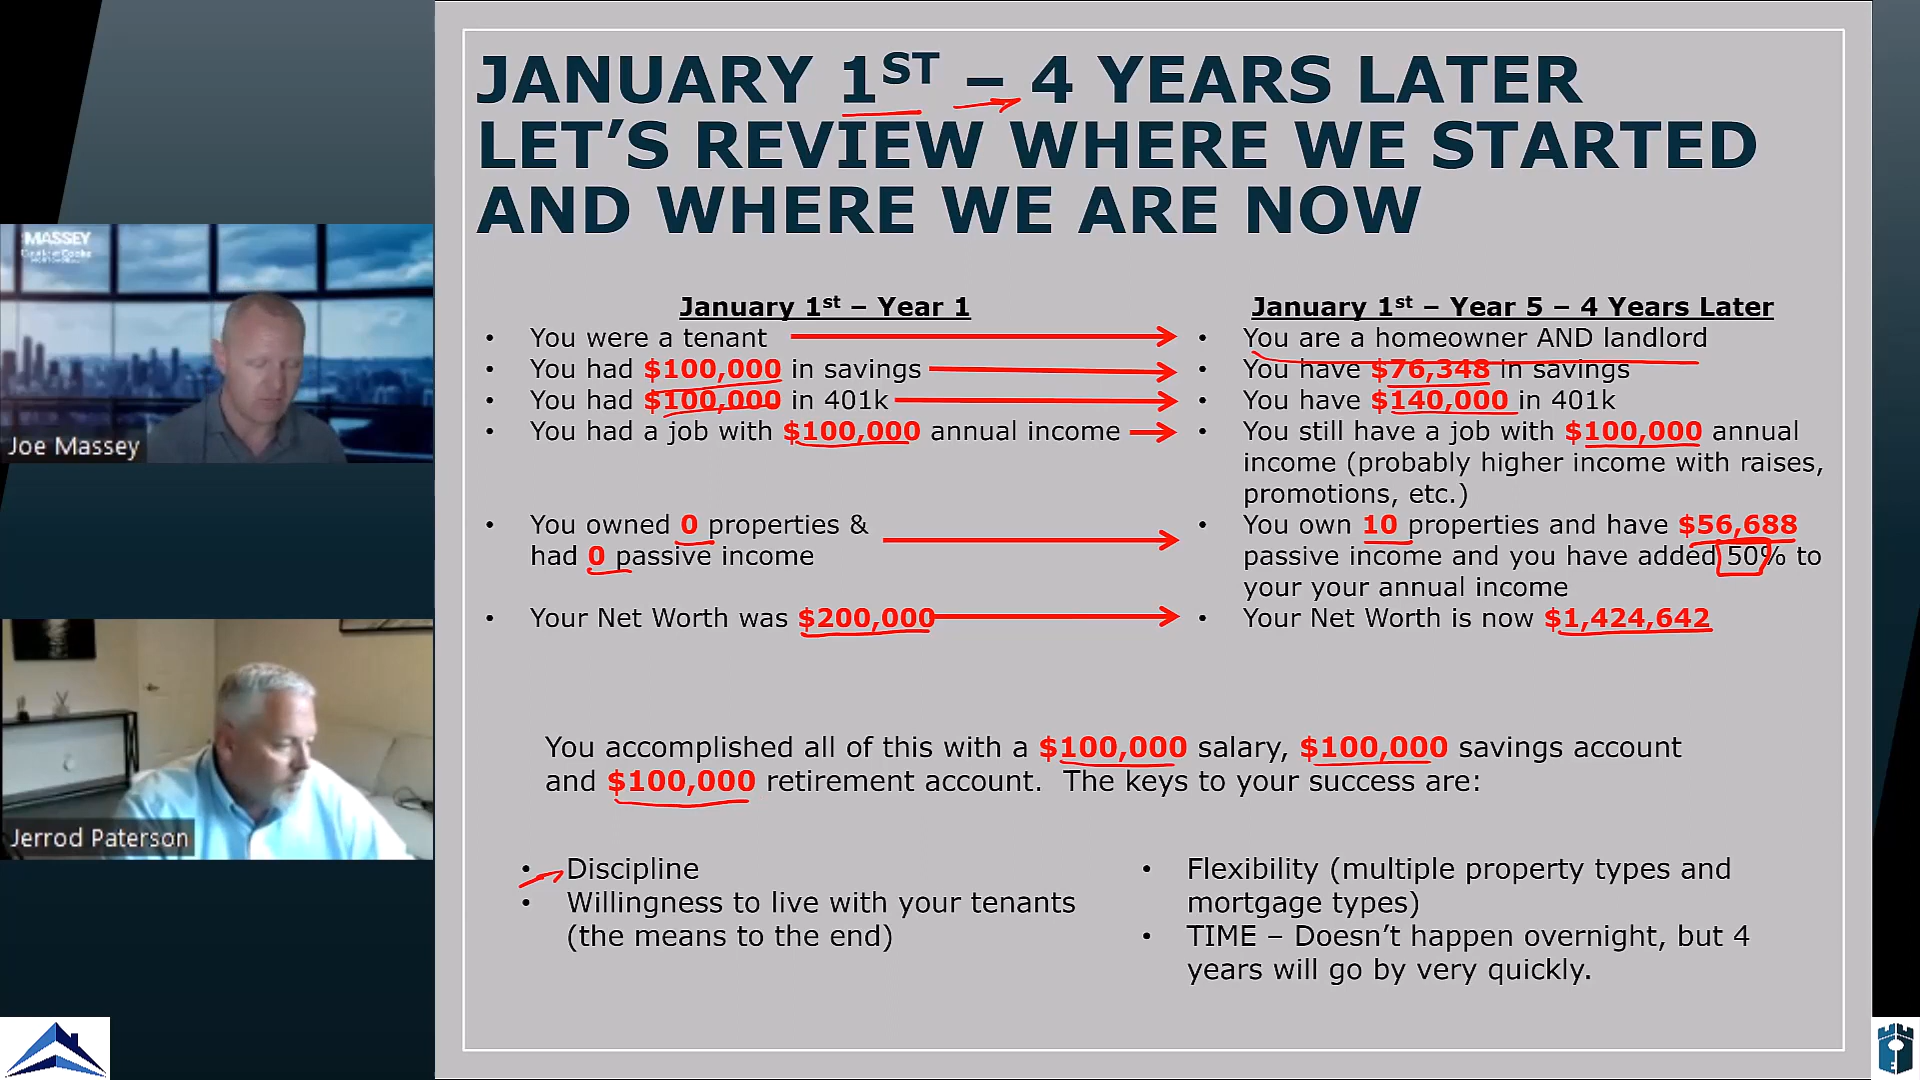 JANUARY 1ST – 4 YEARS LATER
LET’S REVIEW WHERE WE STARTED
AND WHERE WE ARE NOW
January 1st – Year 1
• You were a tenant
• You had $100,000 in savings
• You had $100,000 in 401k
• You had a job with $100,000 annual income
• You owned 0 properties &
had 0 passive income
• Your Net Worth was $200,000
January 1st – Year 5 – 4 Years Later
• You are a homeowner AND landlord
• You have $76,348 in savings
• You have $140,000 in 401k
• You still have a job with $100,000 annual
income (probably higher income with raises,
promotions, etc.)
• You own 10 properties and have $56,688
passive income and you have added 50% to
your your annual income
• Your Net Worth is now $1,424,642
You accomplished all of this with a $100,000 salary, $100,000 savings account
and $100,000 retirement account. The keys to your success are:
• Discipline
• Willingness to live with your tenants
(the means to the end)
• Flexibility (multiple property types and
mortgage types)
• TIME – Doesn’t happen overnight, but 4
years will go by very quickly.
MASSEY
Joe Massey
Jerrod Paterson